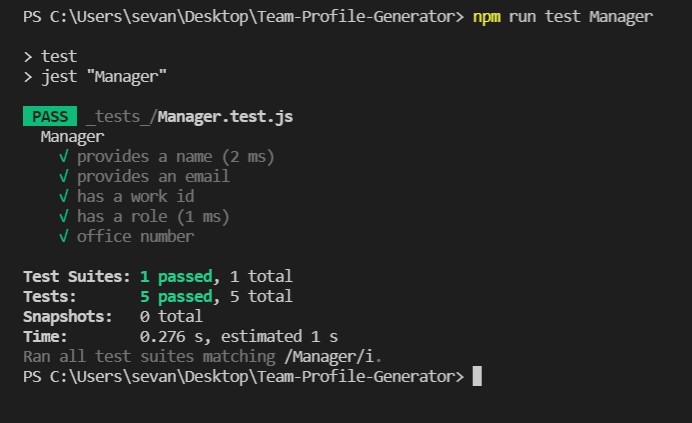 PS C:\Users\sevan\Desktop\Team-Profile-Generator> npm run test Manager
> test
> jest "Manager"
PASS _tests_/Manager.test.js
Manager
√ provides a name (2 ms)
√ provides an email
√ has a work id
√ has a role (1 ms)
√ office number
Test Suites: 1 passed, 1 total
Tests: 5 passed, 5 total
Snapshots: 0 total
Time: 0.276 s, estimated 1 s
Ran all test suites matching /Manager/i.
PS C:\Users\sevan\Desktop\Team-Profile-Generator>